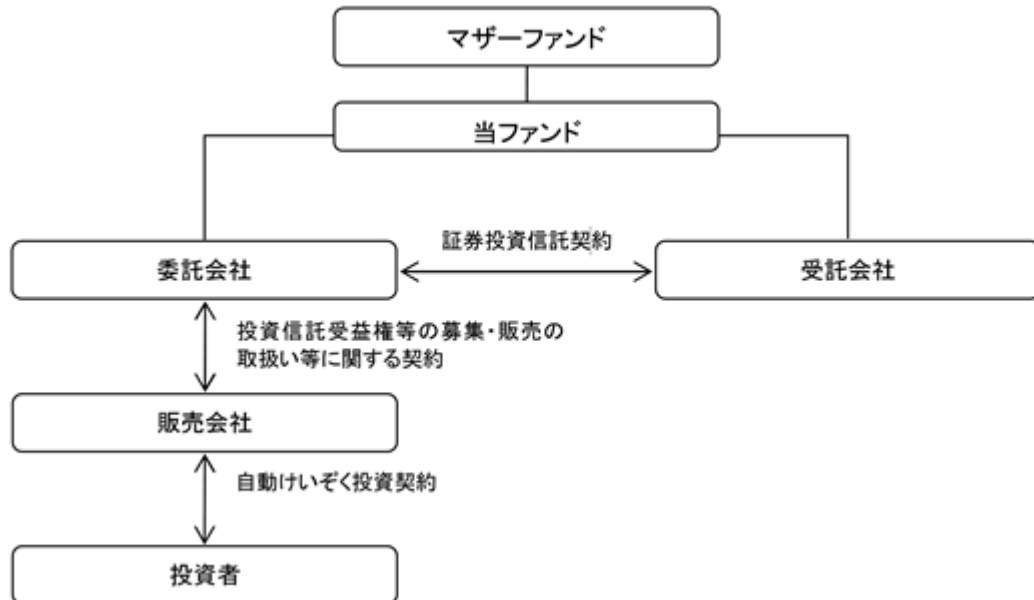 マザーファンド
当ファンド
証券投資信託契約
委託会社
受託会社
投資信託受益権等の募集・販売の
取扱い等に関する契約
販売会社
自動けいぞく投資契約
投資者